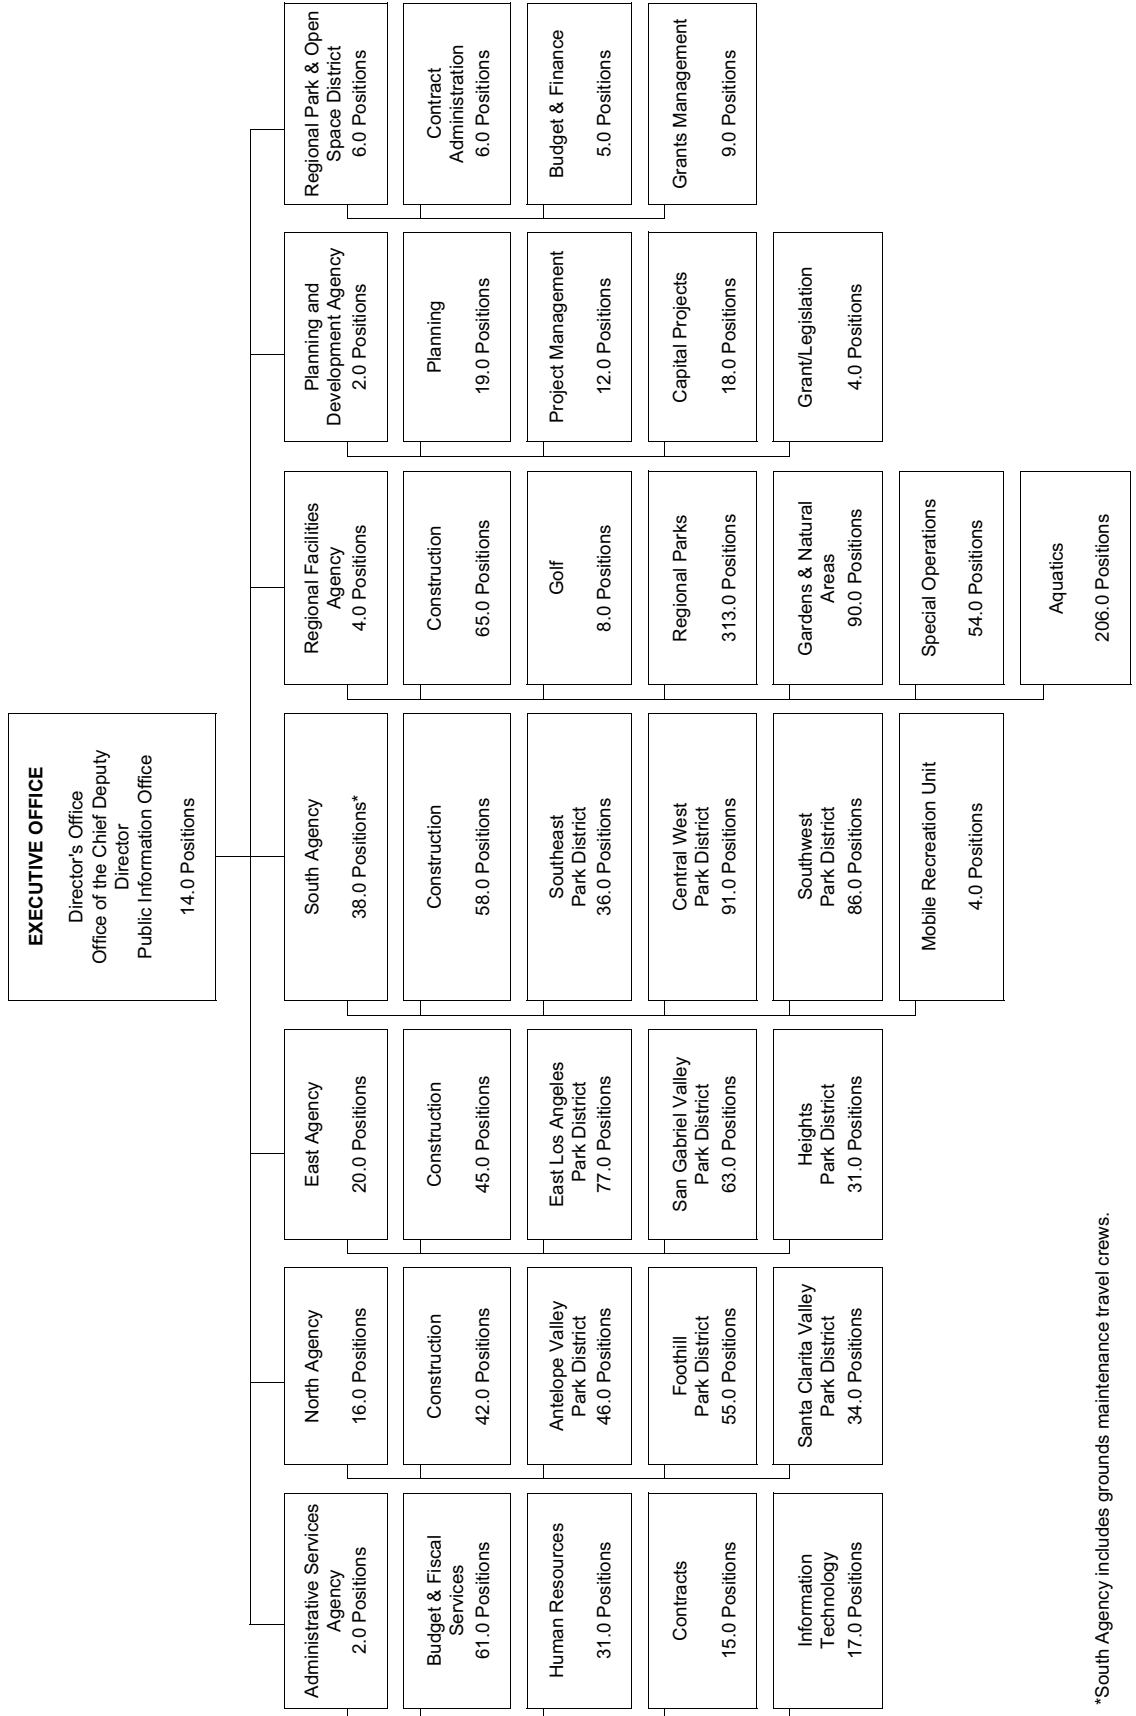 EXECUTIVE OFFICE
Director's Office
Office of the Chief Deputy
Director
Public Information Office
14.0 Positions
Administrative Services
Agency
2.0 Positions
Budget & Fiscal
Services
61.0 Positions
Human Resources
31.0 Positions
Contracts
15.0 Positions
Information
Technology
17.0 Positions
North Agency
16.0 Positions
Construction
42.0 Positions
Antelope Valley
Park District
46.0 Positions
Foothill
Park District
55.0 Positions
Santa Clarita Valley
Park District
34.0 Positions
East Agency
20.0 Positions
Construction
45.0 Positions
East Los Angeles
Park District
77.0 Positions
San Gabriel Valley
Park District
63.0 Positions
Heights
Park District
31.0 Positions
South Agency
38.0 Positions*
Construction
58.0 Positions
Southeast
Park District
36.0 Positions
Central West
Park District
91.0 Positions
Southwest
Park District
86.0 Positions
Mobile Recreation Unit
4.0 Positions
Regional Facilities
Agency
4.0 Positions
Construction
65.0 Positions
Golf
8.0 Positions
Regional Parks
313.0 Positions
Gardens & Natural
Areas
90.0 Positions
Special Operations
54.0 Positions
Aquatics
206.0 Positions
Planning and
Development Agency
2.0 Positions
Planning
19.0 Positions
Project Management
12.0 Positions
Capital Projects
18.0 Positions
Grant/Legislation
4.0 Positions
Regional Park & Open
Space District
6.0 Positions
Contract
Administration
6.0 Positions
Budget & Finance
5.0 Positions
Grants Management
9.0 Positions
*South Agency includes grounds maintenance travel crews.